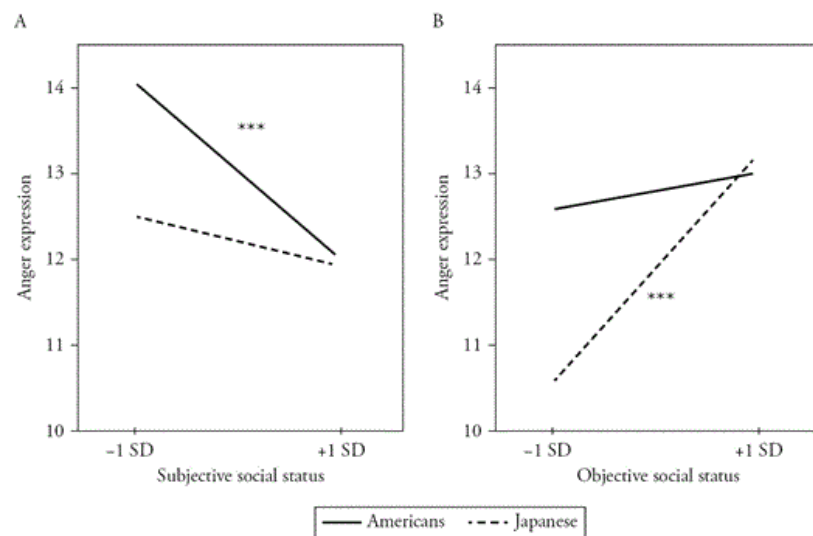 A
Anger expression
14
13
12
11
10
***
−1 SD
+1 SD
Subjective social status
B
Anger expression
14
13
12
11
10
***
−1 SD
+1 SD
Objective social status
Americans
Japanese